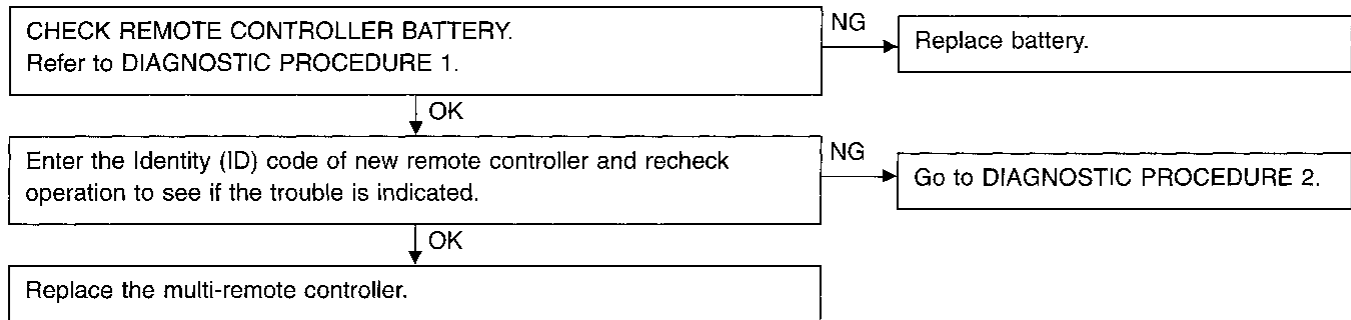 CHECK REMOTE CONTROLLER BATTERY.
Refer to DIAGNOSTIC PROCEDURE 1.
NG
Replace battery.
OK
Enter the Identity (ID) code of new remote controller and recheck
operation to see if the trouble is indicated.
NG
Go to DIAGNOSTIC PROCEDURE 2.
OK
Replace the multi-remote controller.